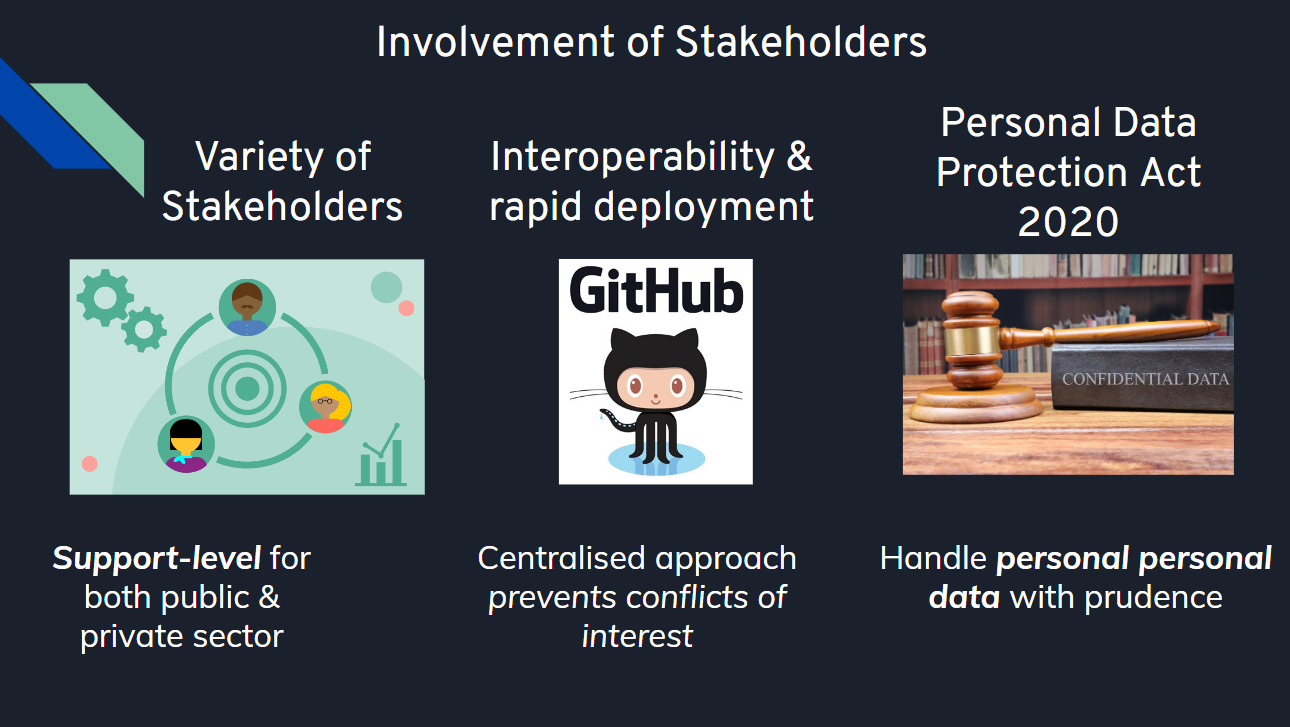 Involvement of Stakeholders
Variety of
Stakeholders
Support-level for
both public &
private sector
Interoperability &
rapid deployment
GitHub
Centralised approach
prevents conflicts of
interest
Personal Data
Protection Act
2020
CONFIDENTIAL DATA
Handle personal personal
data with prudence